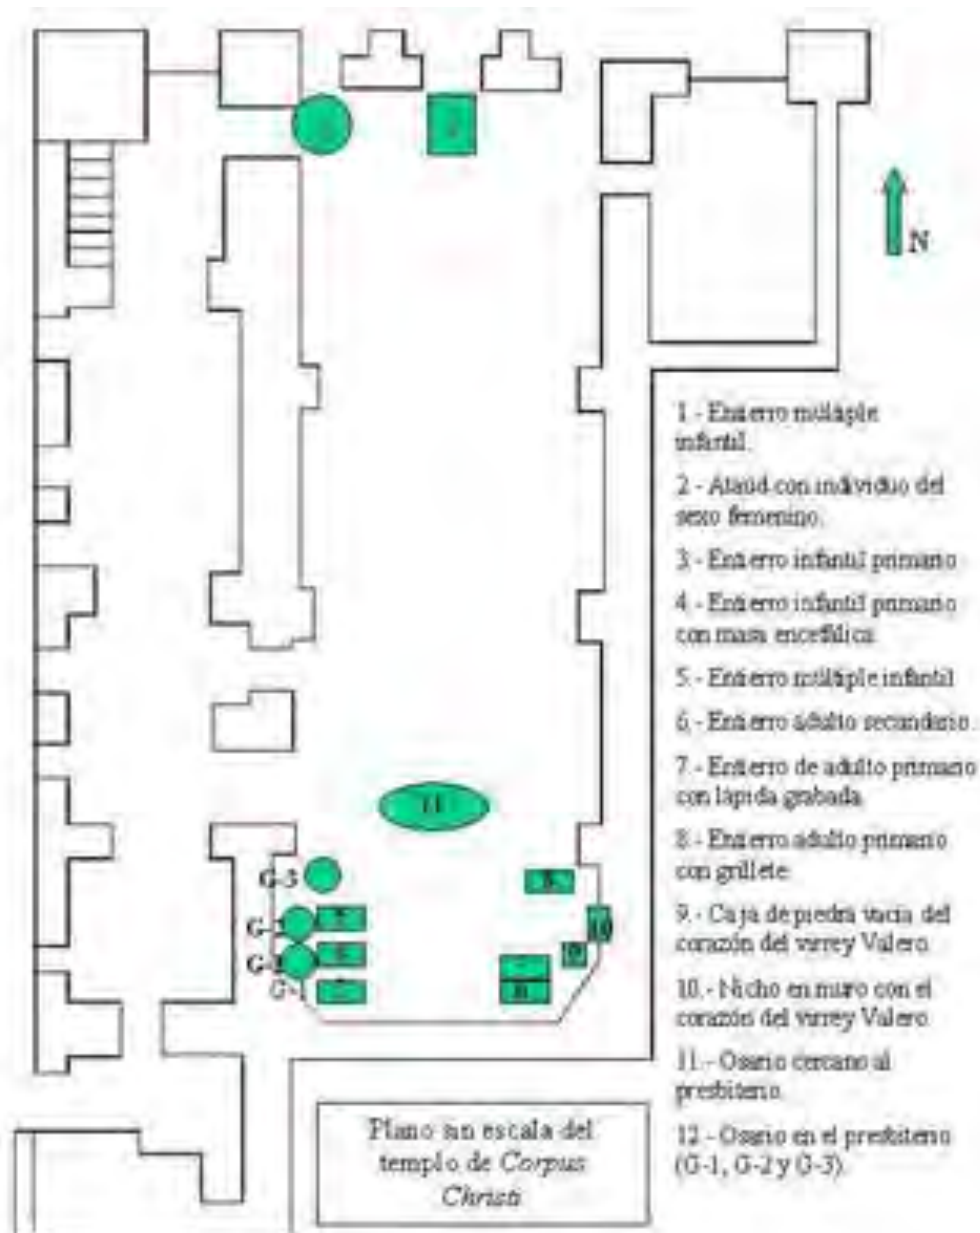 N
1.- Entierro múltiple
infantil.
2.- Ataúd con individuo del
sexo femenino.
3.- Entierro infantil primario
4.- Entierro infantil primario
con masa encefálica
5.- Entierro múltiple infantil
6.- Entierro adulto secundario.
7.- Entierro de adulto primario
con lápida grabada.
8.- Entierro adulto primario
con grillete
9.- Caja de piedra vacía del
corazón del virrey Valero
10.- Nicho en muro con el
corazón del virrey Valero
11.- Osario cercano al
presbiterio.
12.- Osario en el presbiterio
(G-1, G-2 y G-3).
11
G-3
G-1
10
Plano sin escala del
templo de Corpus
Christi